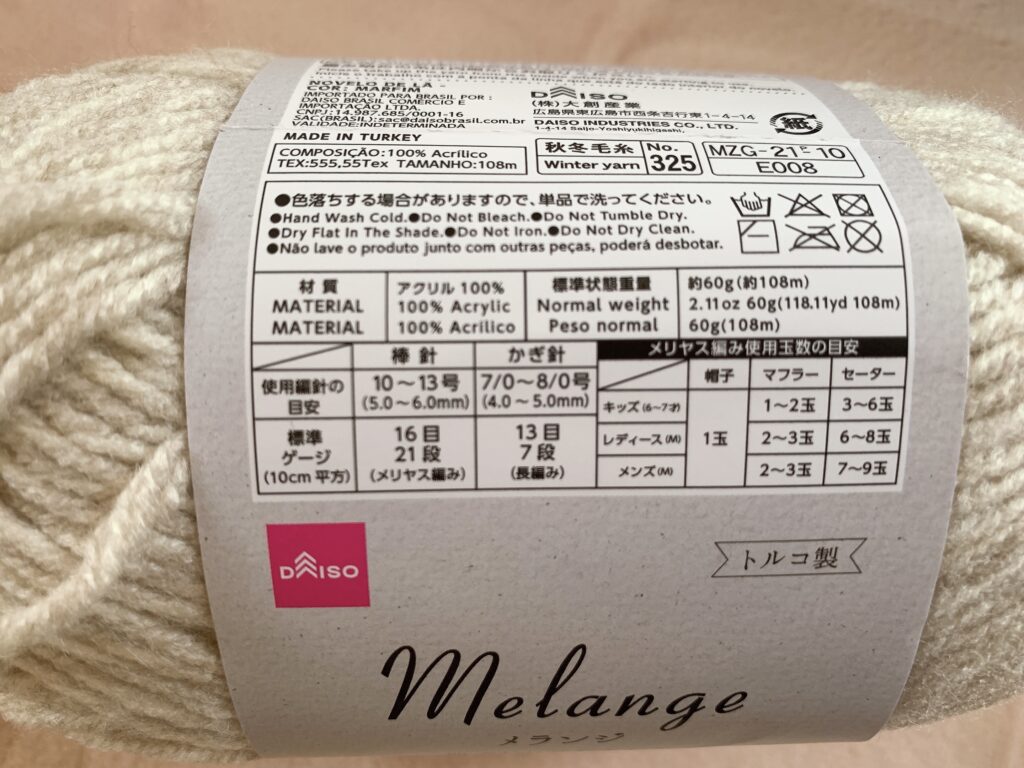 início o trabalho com a
NOVELO DE LÃ -
COR: MARFIM
IMPORTADO PARA BRASIL POR :
DAISO BRASIL COMÉRCIO E
IMPORTAÇÃO LTDA.
CNPJ:14.987.685/0001-16
SAC(BRASIL):sac@daisobrasil.com.br
VALIDADE:INDETERMINADA
MADE IN TURKEY
DAISO
(株)大創産業
広島県東広島市西条吉行東1-4-14
DAISO INDUSTRIES CO., LTD.
1-4-14 Saijo-Yoshiyukihigashi,
紙
COMPOSIÇÃO:100% Acrílico
TEX:555,55Tex TAMANHO:108m
秋冬毛糸
Winter yarn
No.
325
MZG-21P-10
E008
●色落ちする場合がありますので、単品で洗ってください。
●Hand Wash Cold.●Do Not Bleach.●Do Not Tumble Dry.
●Dry Flat In The Shade.●Do Not Iron.●Do Not Dry Clean.
●Não lave o produto junto com outras peças, poderá desbotar.
材質 アクリル 100% 標準状態重量 約60g(約108m)
MATERIAL 100% Acrylic Normal weight 2.11oz 60g(118.11yd 108m)
MATERIAL 100% Acrílico Peso normal 60g(108m)
棒針 かぎ針
使用編針の目安 10～13号 (5.0～6.0mm) 7/0～8/0号 (4.0～5.0mm)
標準ゲージ (10cm平方) 16目 21段 (メリヤス編み) 13目 7段 (長編み)
メリヤス編み使用玉数の目安
帽子 マフラー セーター
キッズ(6~7才) 1玉 1～2玉 3～6玉
レディース(M) 2～3玉 6～8玉
メンズ(M) 2～3玉 7～9玉
DAISO
トルコ製
Melange
メランジ